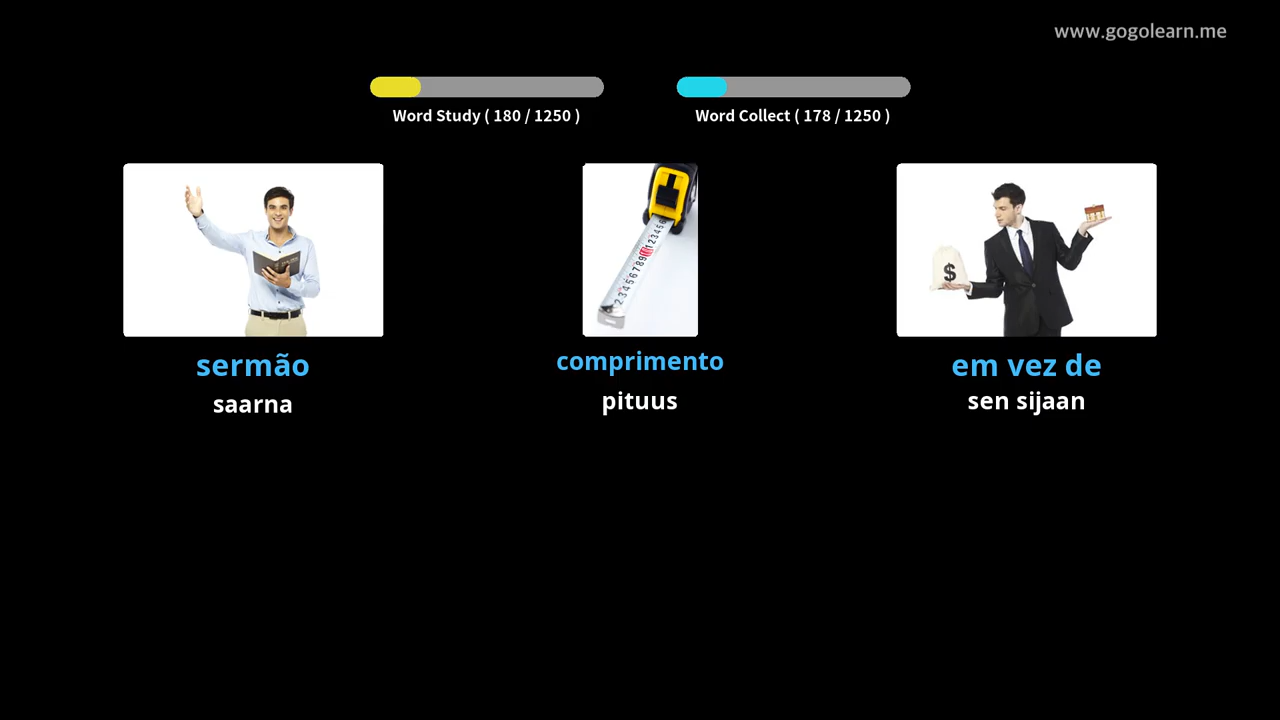 www.gogolearn.me
Word Study ( 180 / 1250 )
Word Collect ( 178 / 1250 )
sermão
saarna
comprimento
pituus
em vez de
sen sijaan
$